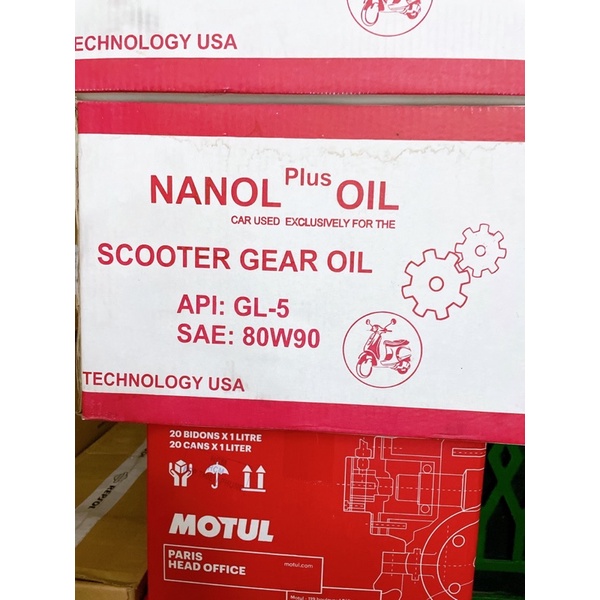 TECHNOLOGY USA
NANOL Plus OIL
CAR USED EXCLUSIVELY FOR THE
SCOOTER GEAR OIL
API: GL-5
SAE: 80W90
TECHNOLOGY USA
20 BIDONS X 1 LITRE
20 CANS X 1 LITER
MOTUL
PARIS
HEAD OFFICE
motul.com